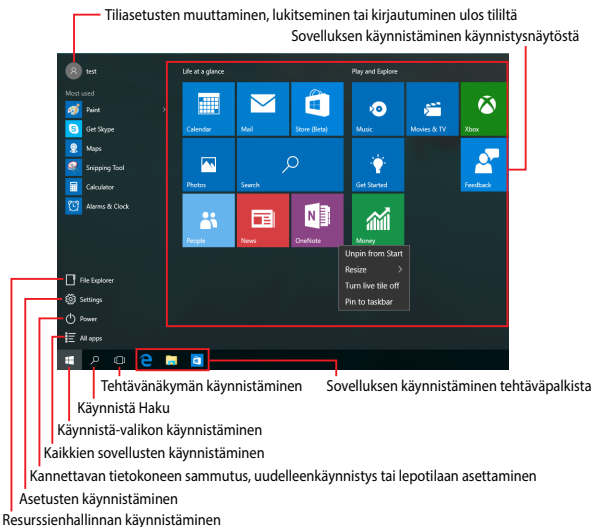 Tiliasetusten muuttaminen, lukitseminen tai kirjautuminen ulos tililtä
Sovelluksen käynnistäminen käynnistysnäytöstä
test
Life at a glance
Play and Explore
Most used
Paint
Get Skype
Maps
Snipping Tool
Calculator
Alarms & Clock
Calendar
Mail
Store (Beta)
Music
Movies & TV
Xbox
Photos
Search
Get Started
Feedback
People
News
OneNote
Money
Unpin from Start
Resize
Turn live tile off
Pin to taskbar
File Explorer
Settings
Power
All apps
Tehtävänäkymän käynnistäminen
Sovelluksen käynnistäminen tehtäväpalkista
Käynnistä Haku
Käynnistä-valikon käynnistäminen
Kaikkien sovellusten käynnistäminen
Kannettavan tietokoneen sammutus, uudelleenkäynnistys tai lepotilaan asettaminen
Asetusten käynnistäminen
Resurssienhallinnan käynnistäminen